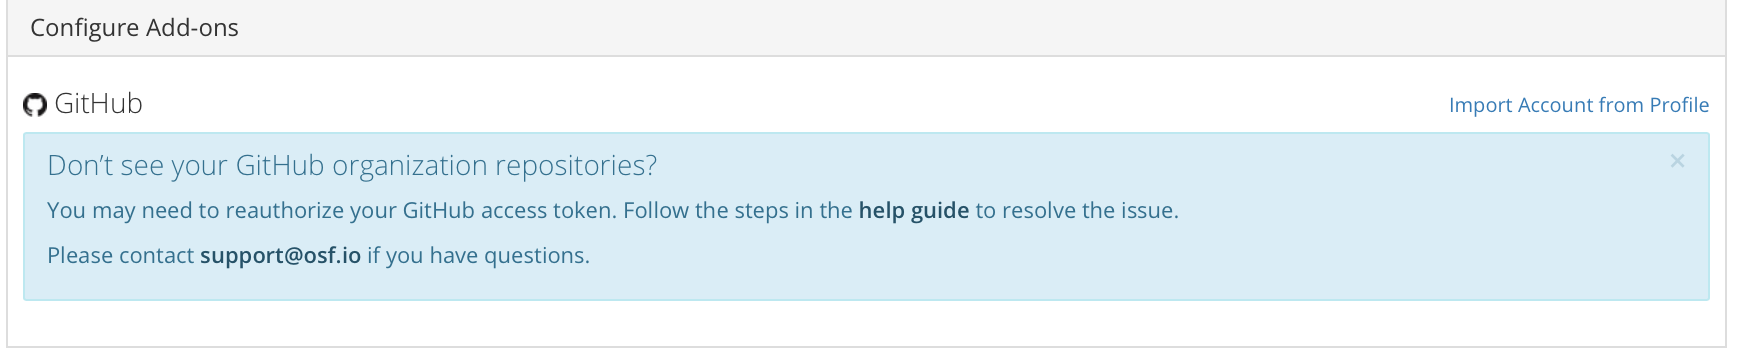 Configure Add-ons
GitHub
Import Account from Profile
Don’t see your GitHub organization repositories?
×
You may need to reauthorize your GitHub access token. Follow the steps in the help guide to resolve the issue.
Please contact support@osf.io if you have questions.